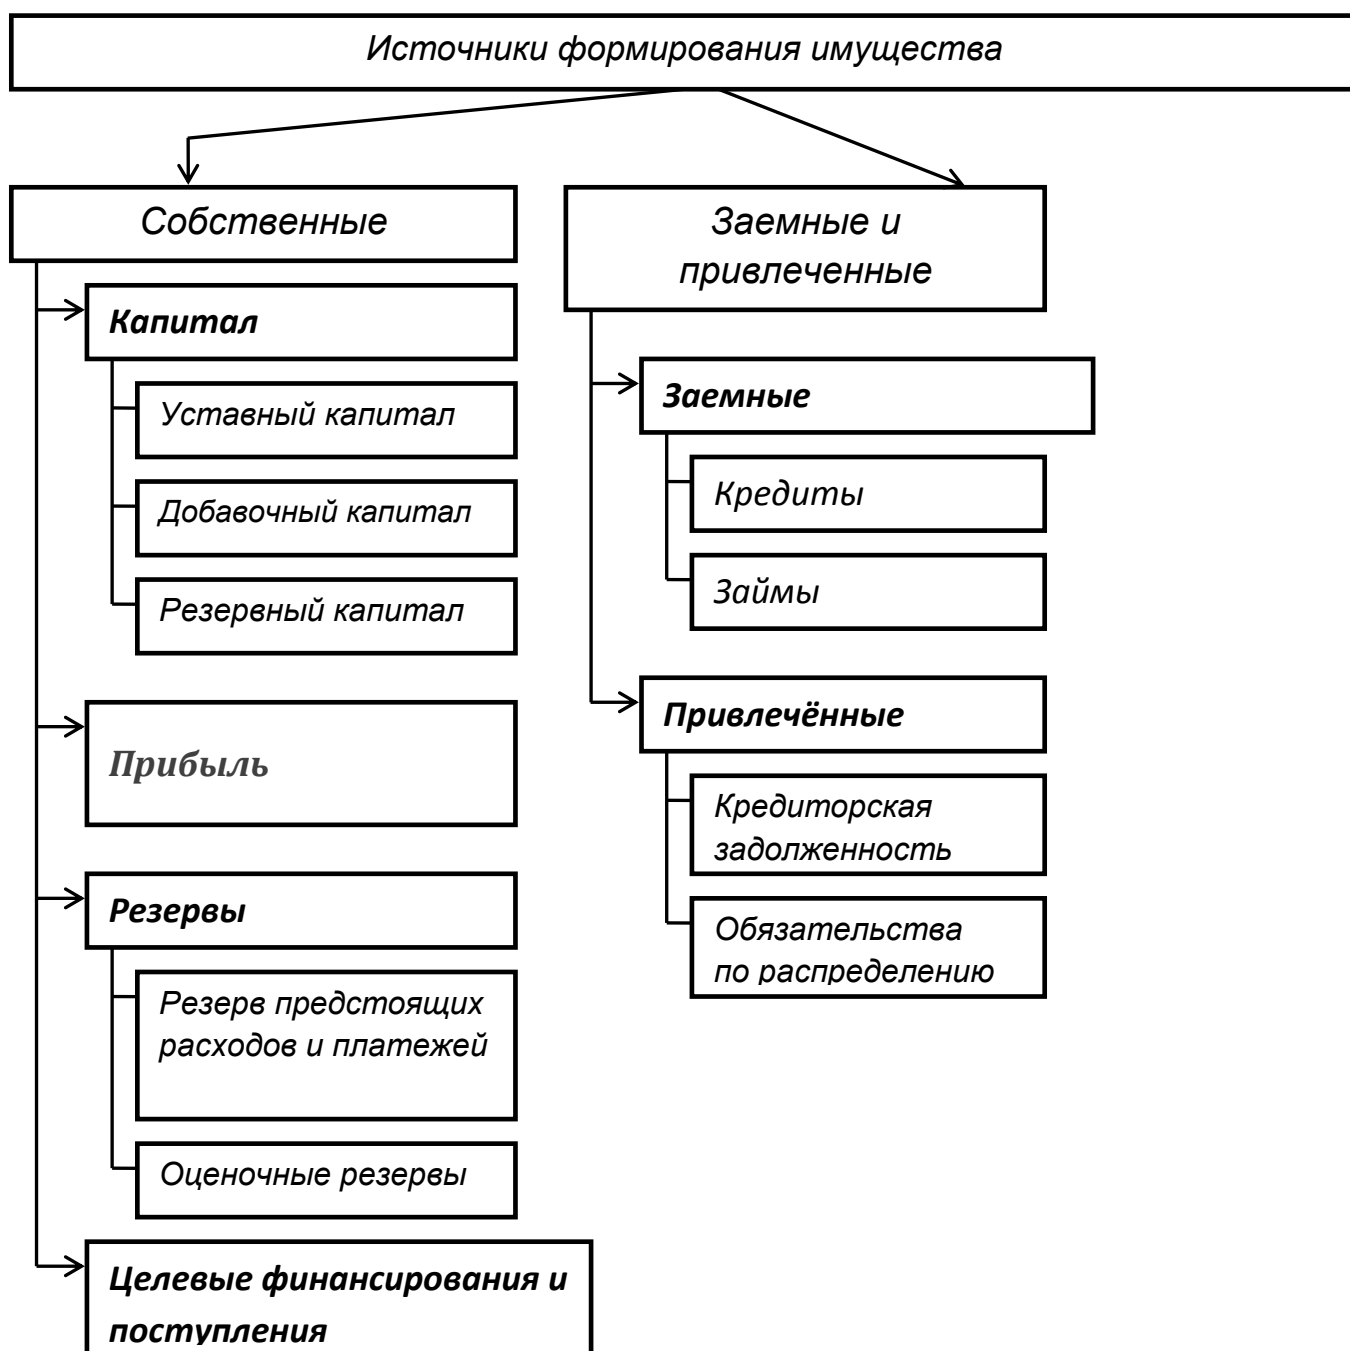 Источники формирования имущества
Собственные
Капитал
Уставный капитал
Добавочный капитал
Резервный капитал
Прибыль
Резервы
Резерв предстоящих
расходов и платежей
Оценочные резервы
Целевые финансирования и
поступления
Заемные и
привлеченные
Заемные
Кредиты
Займы
Привлечённые
Кредиторская
задолженность
Обязательства
по распределению